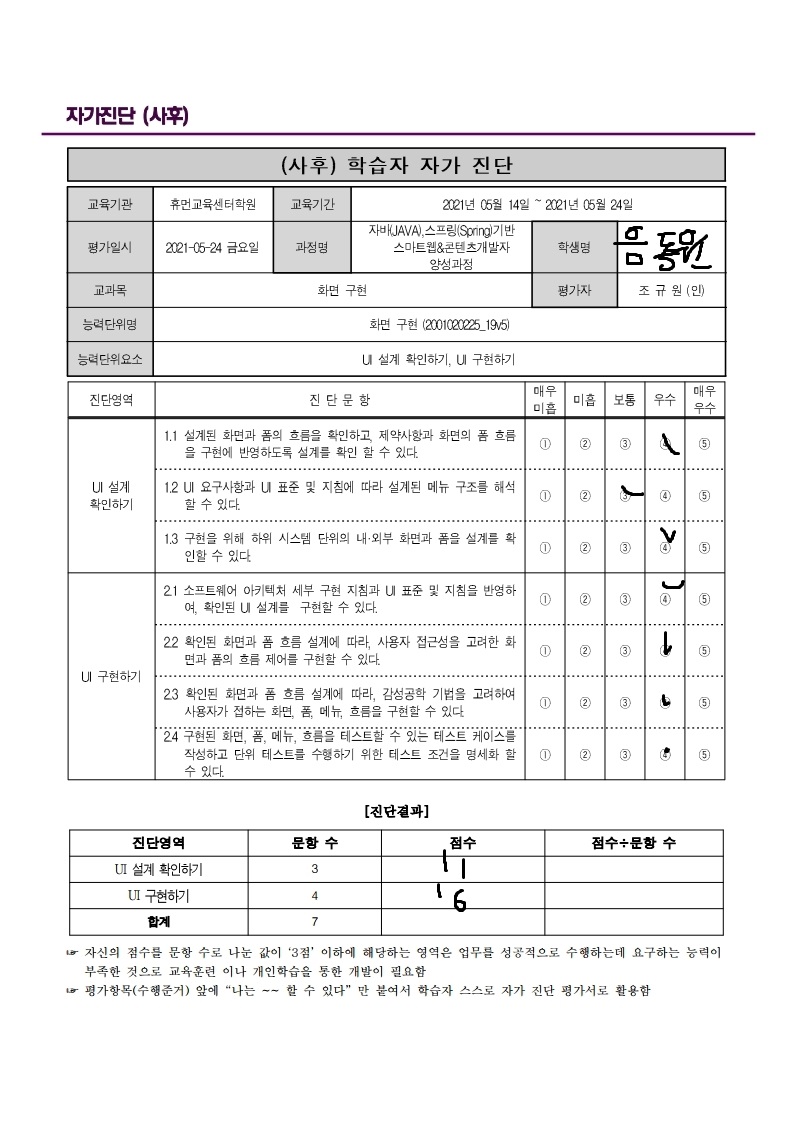 자가진단 (사후)
(사후) 학습자 자가 진단
교육기관 휴먼교육센터학원 교육기간 2021년 05월 14일 ~ 2021년 05월 24일
평가일시 2021-05-24 금요일 과정명 자바(JAVA),스프링(Spring)기반
스마트웹&콘텐츠개발자
양성과정
학생명 음동원
교과목 화면 구현 평가자 조 규 원 (인)
능력단위명 화면 구현 (2001020225_19v5)
능력단위요소 UI 설계 확인하기, UI 구현하기
진단영역 진 단 문 항 매우 미흡 미흡 보통 우수 매우 우수
UI 설계
확인하기
1.1 설계된 화면과 폼의 흐름을 확인하고, 제약사항과 화면의 폼 흐름
을 구현에 반영하도록 설계를 확인 할 수 있다.
① ② ③ ④ ⑤
1.2 UI 요구사항과 UI 표준 및 지침에 따라 설계된 메뉴 구조를 해석
할 수 있다.
① ② ③ ④ ⑤
1.3 구현을 위해 하위 시스템 단위의 내·외부 화면과 폼을 설계를 확
인할 수 있다.
① ② ③ ④ ⑤
UI 구현하기
2.1 소프트웨어 아키텍처 세부 구현 지침과 UI 표준 및 지침을 반영하
여, 확인된 UI 설계를 구현할 수 있다.
① ② ③ ④ ⑤
2.2 확인된 화면과 폼 흐름 설계에 따라, 사용자 접근성을 고려한 화
면과 폼의 흐름 제어를 구현할 수 있다.
① ② ③ ④ ⑤
2.3 확인된 화면과 폼 흐름 설계에 따라, 감성공학 기법을 고려하여
사용자가 접하는 화면, 폼, 메뉴, 흐름을 구현할 수 있다.
① ② ③ ④ ⑤
2.4 구현된 화면, 폼, 메뉴, 흐름을 테스트할 수 있는 테스트 케이스를
작성하고 단위 테스트를 수행하기 위한 테스트 조건을 명세화 할
수 있다.
① ② ③ ④ ⑤
[진단결과]
진단영역 문항 수 점수 점수÷문항 수
UI 설계 확인하기 3 11
UI 구현하기 4 16
합계 7
☞ 자신의 점수를 문항 수로 나눈 값이 ‘3점’ 이하에 해당하는 영역은 업무를 성공적으로 수행하는데 요구하는 능력이
부족한 것으로 교육훈련 이나 개인학습을 통한 개발이 필요함
☞ 평가항목(수행준거) 앞에 “나는 ~~ 할 수 있다” 만 붙여서 학습자 스스로 자가 진단 평가서로 활용함